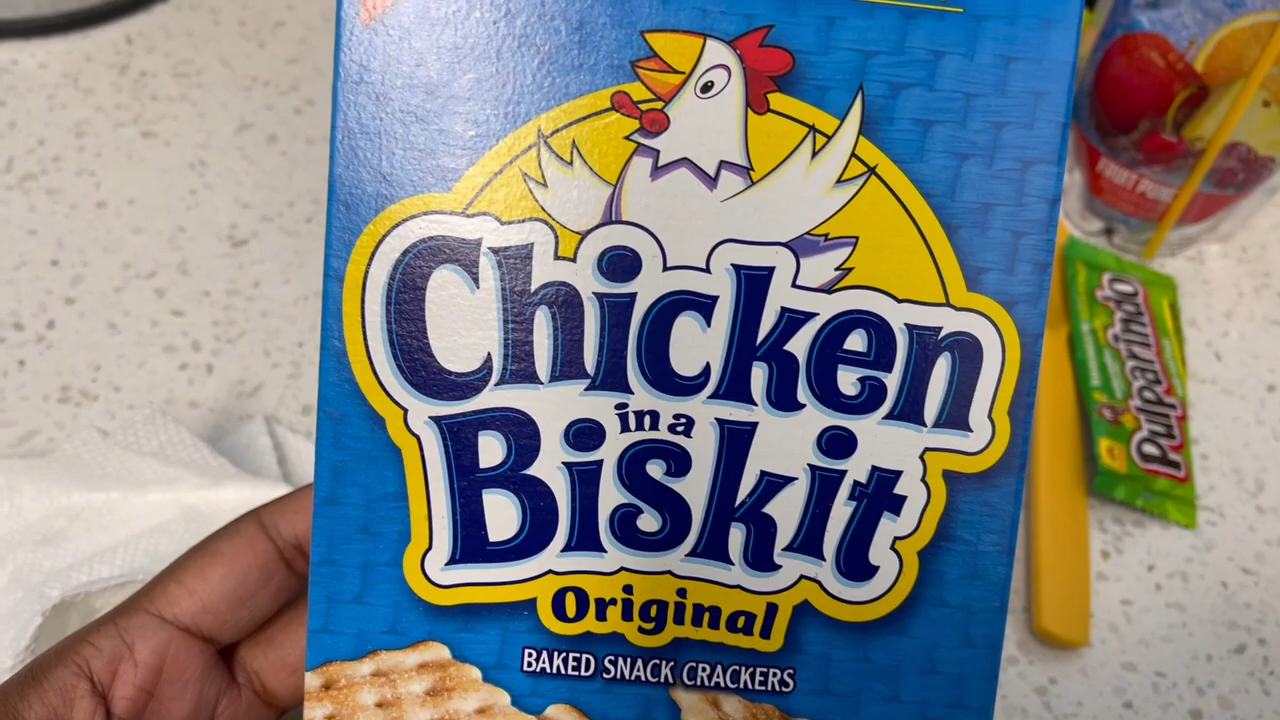 Chicken
in a
Biskit
Original
BAKED SNACK CRACKERS
Pulparindo